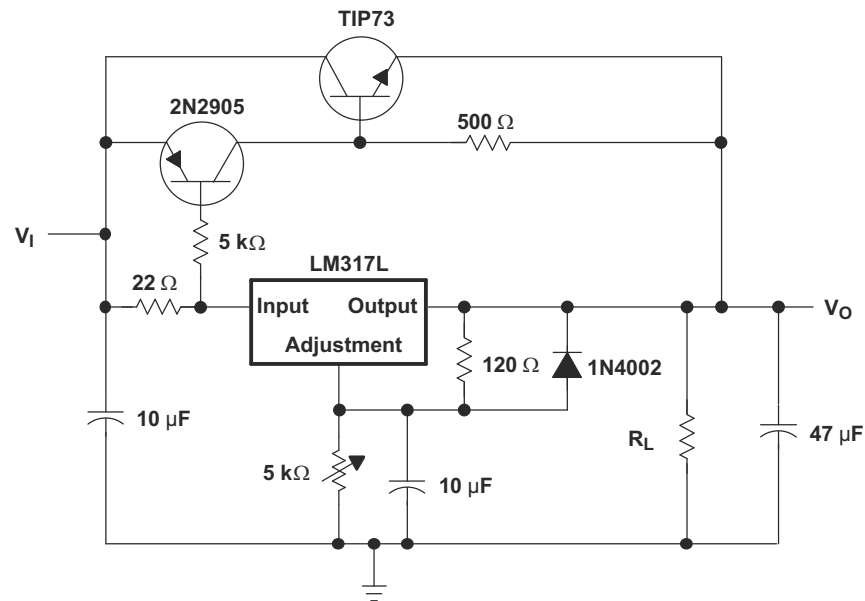 TIP73
2N2905
500 Ω
V_I
5 kΩ
22 Ω
LM317L
Input Output
Adjustment
V_O
120 Ω
1N4002
10 µF
R_L
47 µF
5 kΩ
10 µF